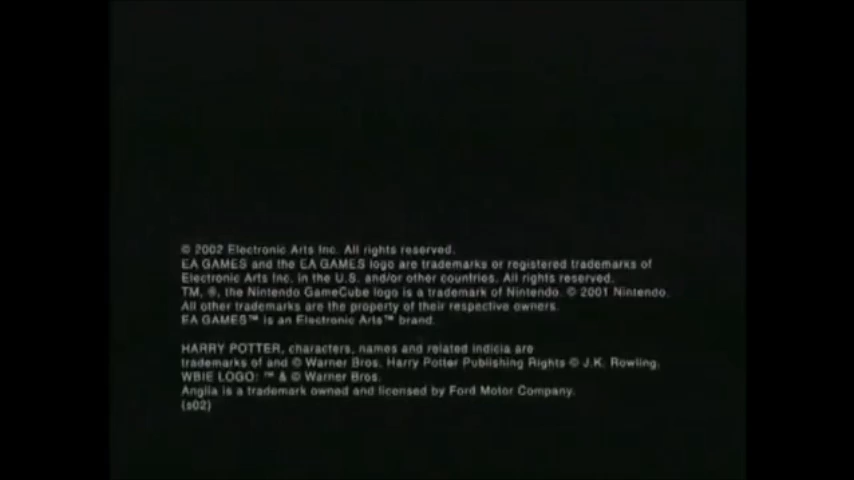 © 2002 Electronic Arts Inc. All rights reserved.
EA GAMES and the EA GAMES logo are trademarks or registered trademarks of
Electronic Arts Inc. in the U.S. and/or other countries. All rights reserved.
TM, ®, the Nintendo GameCube logo is a trademark of Nintendo. © 2001 Nintendo.
All other trademarks are the property of their respective owners.
EA GAMES™ is an Electronic Arts™ brand.
HARRY POTTER, characters, names and related indicia are
trademarks of and © Warner Bros. Harry Potter Publishing Rights © J.K. Rowling.
WBIE LOGO: ™ & © Warner Bros.
Anglia is a trademark owned and licensed by Ford Motor Company.
(s02)